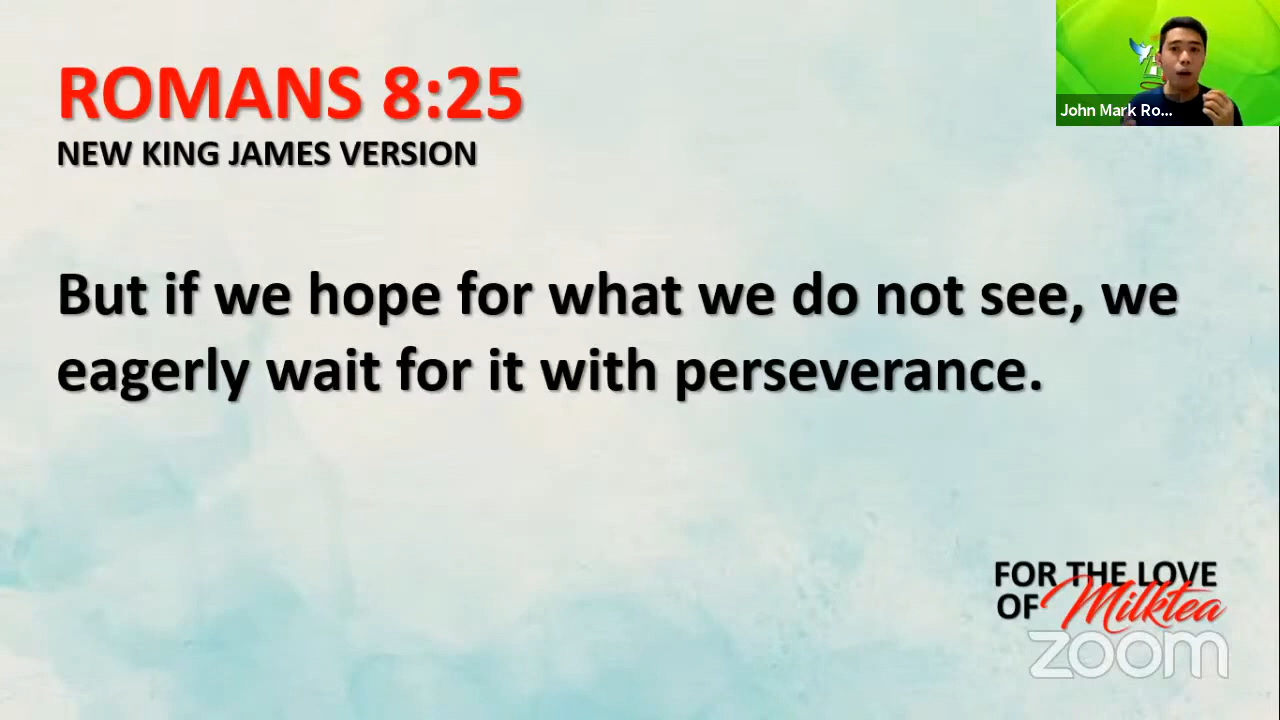 ROMANS 8:25
NEW KING JAMES VERSION
But if we hope for what we do not see, we
eagerly wait for it with perseverance.
John Mark Ro...
FOR THE LOVE
OF Milktea
zoom